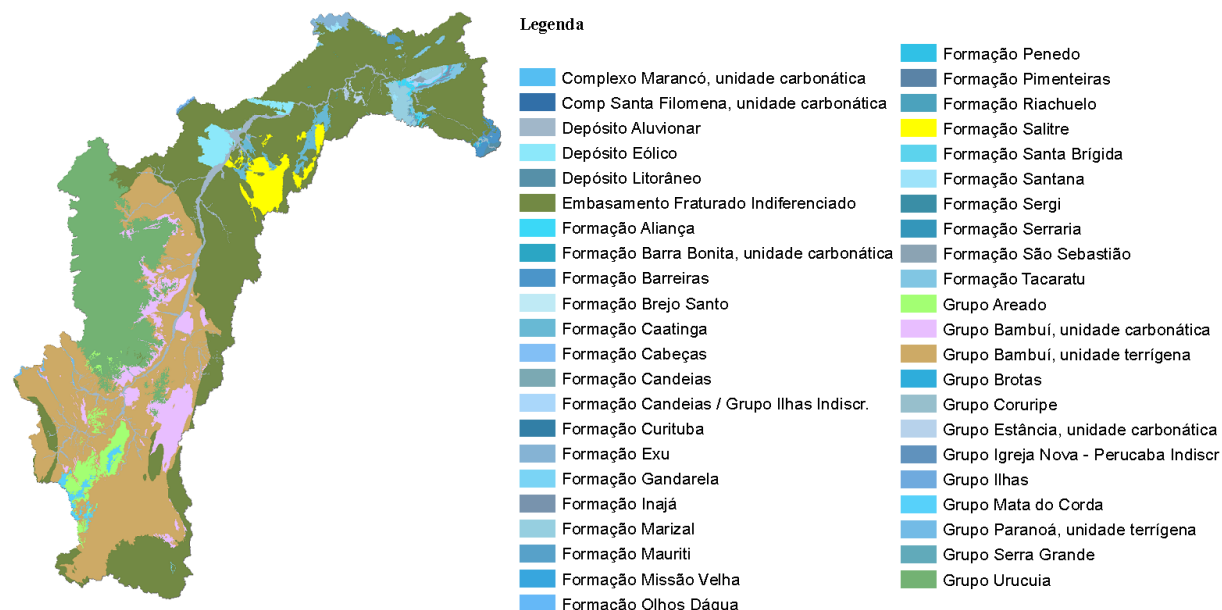 Legenda
Complexo Marancó, unidade carbonática
Comp Santa Filomena, unidade carbonática
Depósito Aluvionar
Depósito Eólico
Depósito Litorâneo
Embasamento Fraturado Indiferenciado
Formação Aliança
Formação Barra Bonita, unidade carbonática
Formação Barreiras
Formação Brejo Santo
Formação Caatinga
Formação Cabeças
Formação Candeias
Formação Candeias / Grupo Ilhas Indiscr.
Formação Curituba
Formação Exu
Formação Gandarela
Formação Inajá
Formação Marizal
Formação Mauriti
Formação Missão Velha
Formação Olhos Dágua
Formação Penedo
Formação Pimenteiras
Formação Riachuelo
Formação Salitre
Formação Santa Brígida
Formação Santana
Formação Sergi
Formação Serraria
Formação São Sebastião
Formação Tacaratu
Grupo Areado
Grupo Bambuí, unidade carbonática
Grupo Bambuí, unidade terrígena
Grupo Brotas
Grupo Coruripe
Grupo Estância, unidade carbonática
Grupo Igreja Nova - Perucaba Indiscr
Grupo Ilhas
Grupo Mata do Corda
Grupo Paranoá, unidade terrígena
Grupo Serra Grande
Grupo Urucuia